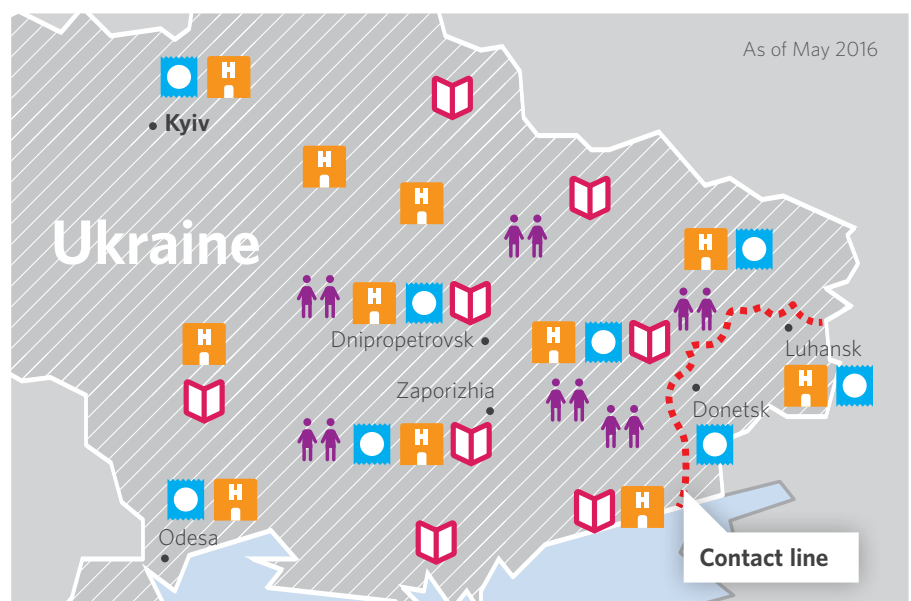 As of May 2016
H
Kyiv
H
H
Ukraine
H
H
Dnipropetrovsk
H
H
Luhansk
H
Zaporizhia
Donetsk
H
H
H
Odesa
Contact line